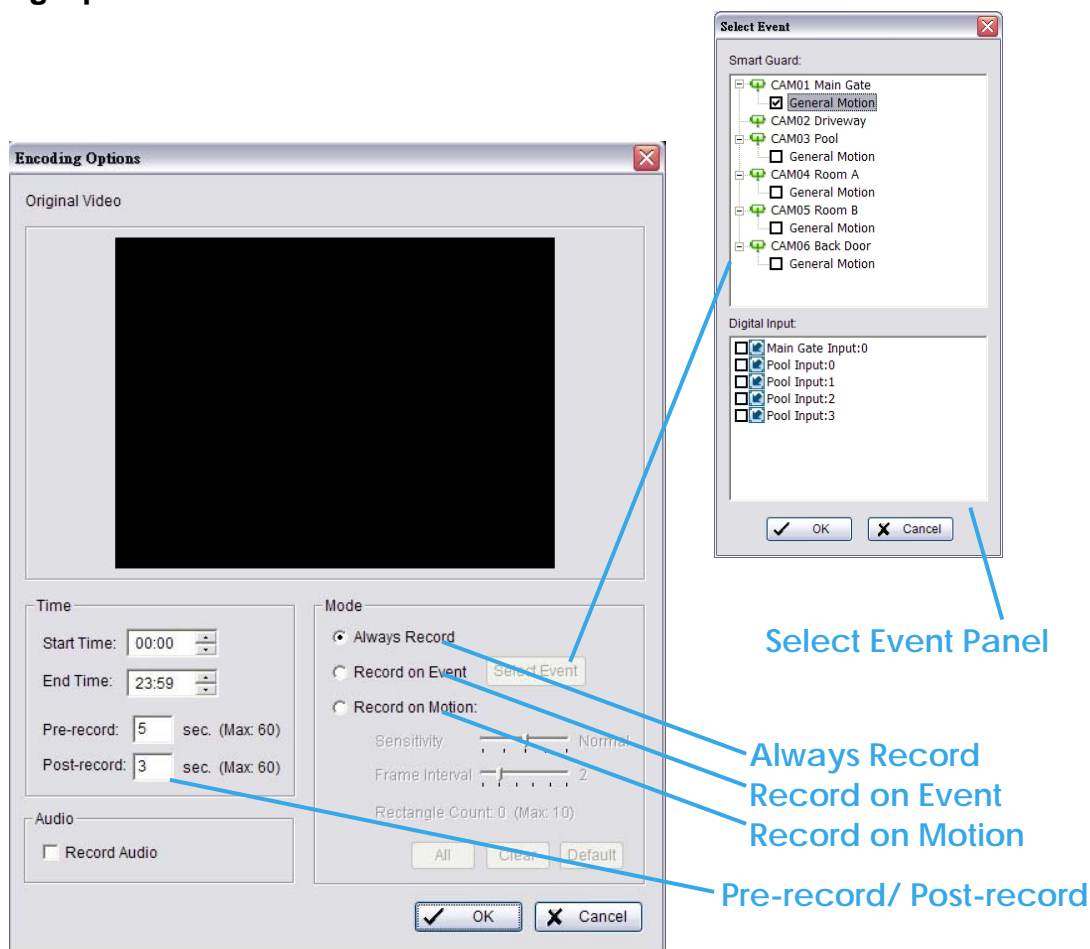 Select Event
Smart Guard:
CAM01 Main Gate
General Motion
CAM02 Driveway
CAM03 Pool
General Motion
CAM04 Room A
General Motion
CAM05 Room B
General Motion
CAM06 Back Door
General Motion
Digital Input:
Main Gate Input:0
Pool Input:0
Pool Input:1
Pool Input:2
Pool Input:3
OK Cancel
Select Event Panel
Encoding Options
Original Video
Time
Start Time: 00:00
End Time: 23:59
Pre-record: 5 sec. (Max: 60)
Post-record: 3 sec. (Max: 60)
Audio
Record Audio
Mode
Always Record
Record on Event Select Event
Record on Motion:
Sensitivity Normal
Frame Interval 2
Rectangle Count: 0 (Max: 10)
All Clear Default
OK Cancel
Always Record
Record on Event
Record on Motion
Pre-record/ Post-record